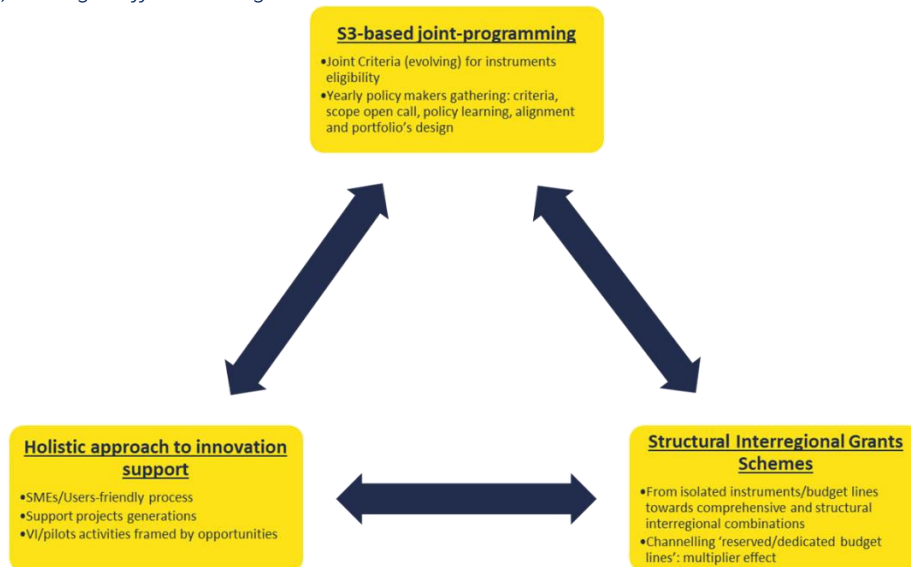 S3-based joint-programming
•Joint Criteria (evolving) for instruments
eligibility
•Yearly policy makers gathering: criteria,
scope open call, policy learning, alignment
and portfolio's design
Holistic approach to innovation
support
•SMEs/Users-friendly process
•Support projects generations
•VI/pilots activities framed by opportunities
Structural Interregional Grants
Schemes
•From isolated instruments/budget lines
towards comprehensive and structural
interregional combinations
•Channelling 'reserved/dedicated budget
lines': multiplier effect